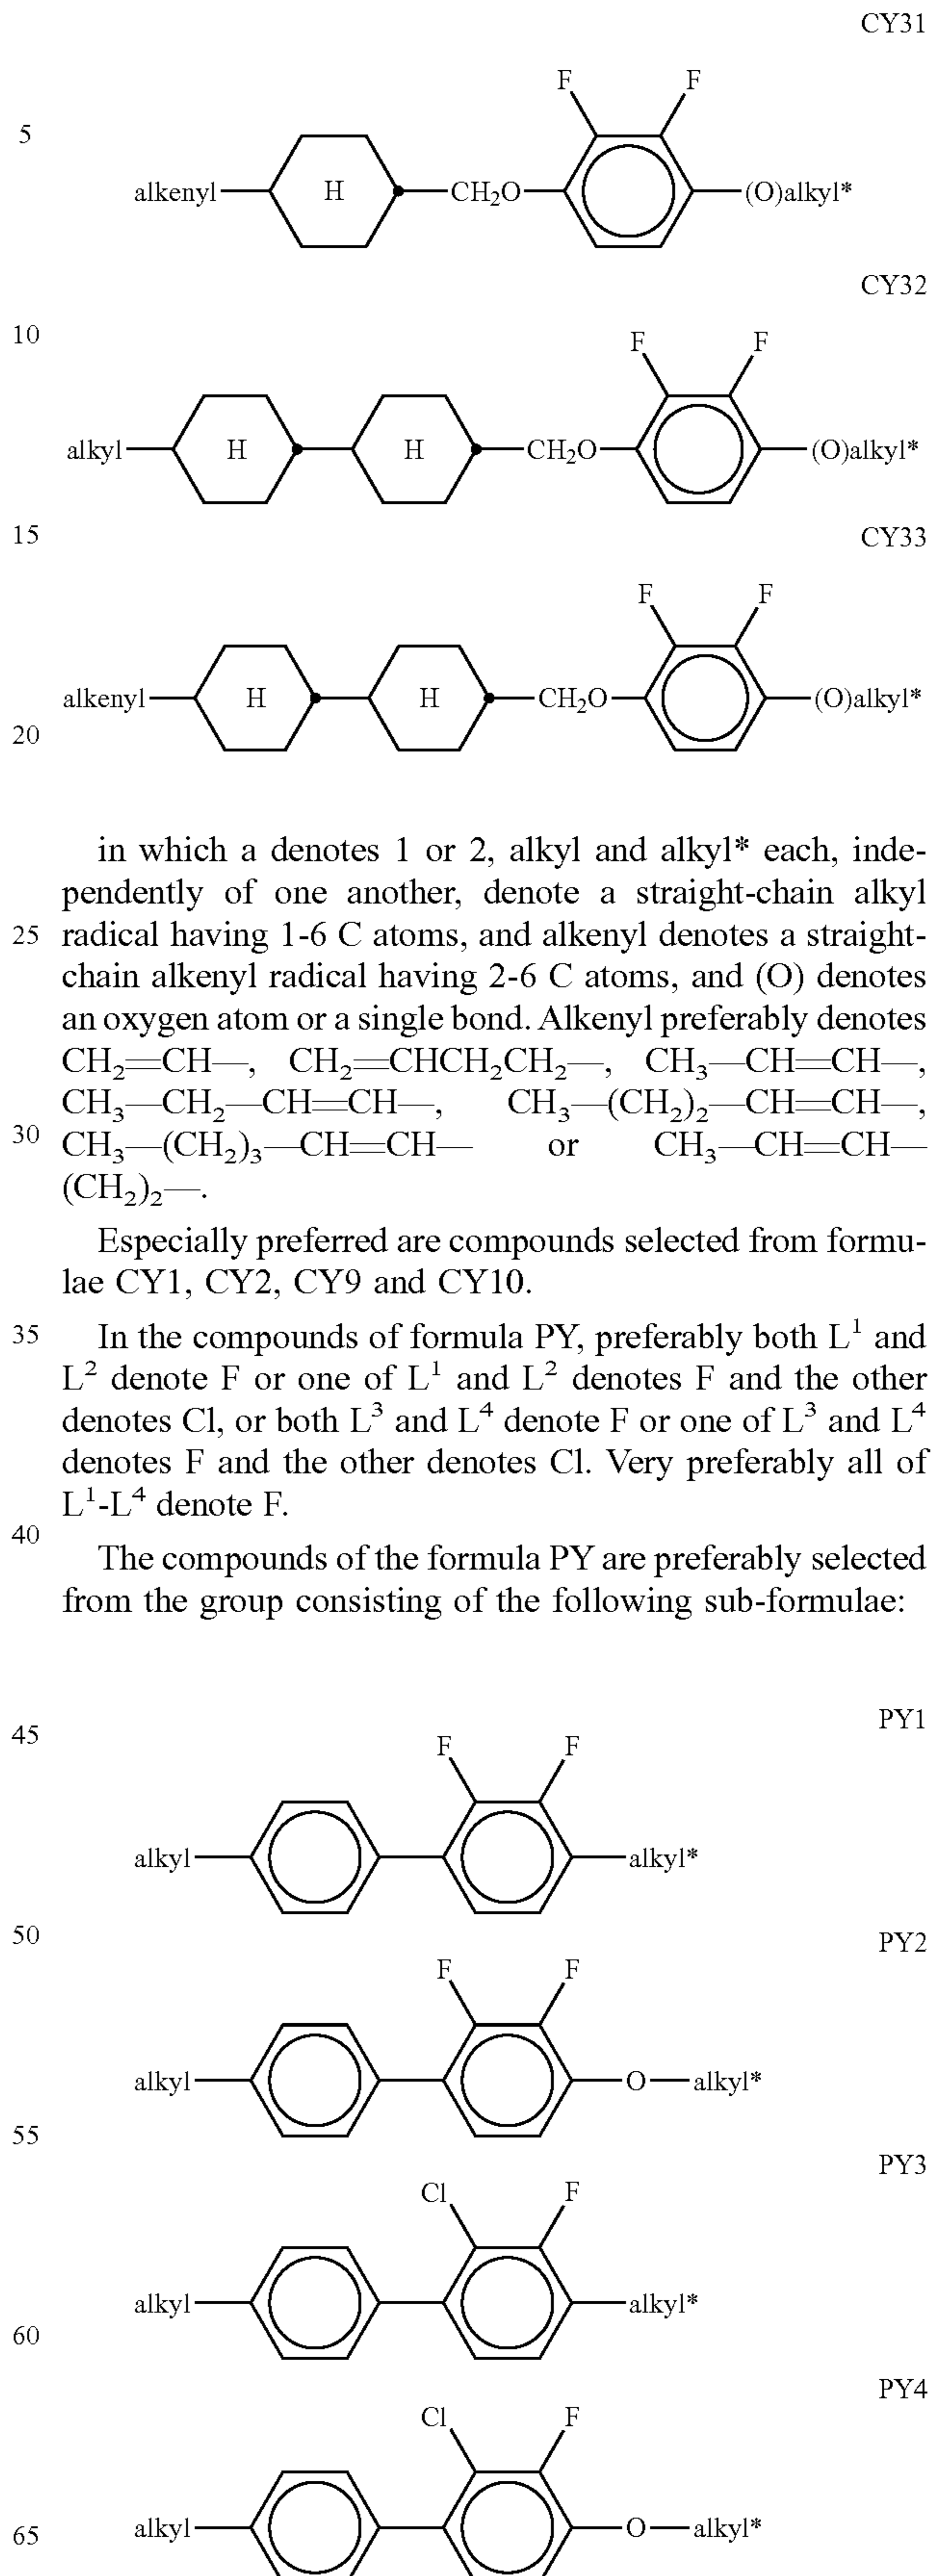 CY31
F F
5
alkenyl H CH₂O (O)alkyl*
CY32
10
F F
alkyl H H CH₂O (O)alkyl*
15
CY33
F F
alkenyl H H CH₂O (O)alkyl*
20
in which a denotes 1 or 2, alkyl and alkyl* each, inde-
pendently of one another, denote a straight-chain alkyl
25 radical having 1-6 C atoms, and alkenyl denotes a straight-
chain alkenyl radical having 2-6 C atoms, and (O) denotes
an oxygen atom or a single bond. Alkenyl preferably denotes
CH₂=CH—, CH₂=CHCH₂CH₂—, CH₃—CH=CH—,
CH₃—CH₂—CH=CH—, CH₃—(CH₂)₂—CH=CH—,
30 CH₃—(CH₂)₃—CH=CH— or CH₃—CH=CH—
(CH₂)₂—.
Especially preferred are compounds selected from formu-
lae CY1, CY2, CY9 and CY10.
35 In the compounds of formula PY, preferably both L¹ and
L² denote F or one of L¹ and L² denotes F and the other
denotes Cl, or both L³ and L⁴ denote F or one of L³ and L⁴
denotes F and the other denotes Cl. Very preferably all of
L¹-L⁴ denote F.
40
The compounds of the formula PY are preferably selected
from the group consisting of the following sub-formulae:
PY1
45
F F
alkyl alkyl*
50
PY2
F F
alkyl O alkyl*
55
PY3
Cl F
alkyl alkyl*
60
PY4
Cl F
65 alkyl O alkyl*